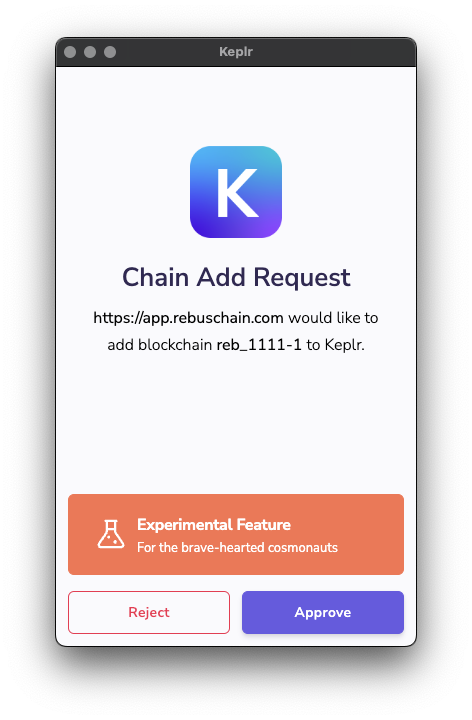 Keplr
K
Chain Add Request
https://app.rebuschain.com would like to
add blockchain reb_1111-1 to Keplr.
Experimental Feature
For the brave-hearted cosmonauts
Reject
Approve